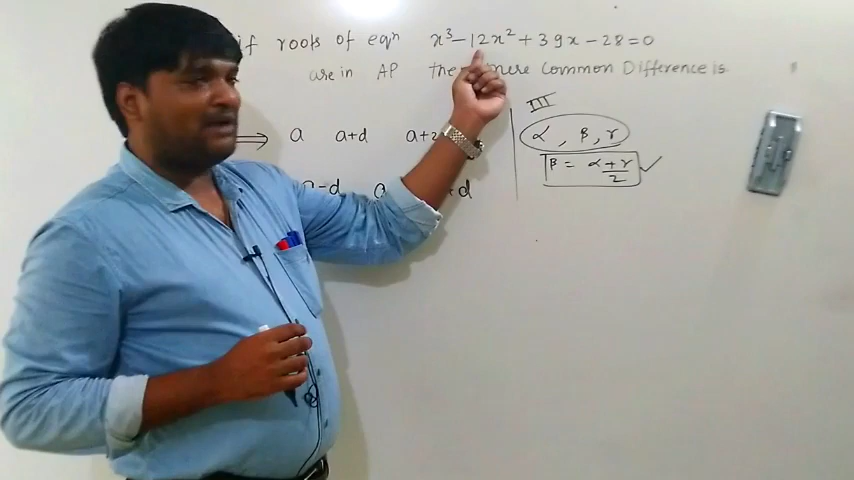 if roots of eqn x³-12x²+39x-28=0
are in AP Common Difference is
III
⇒ a a+d
α, β, γ
β = α+γ/2 ✓